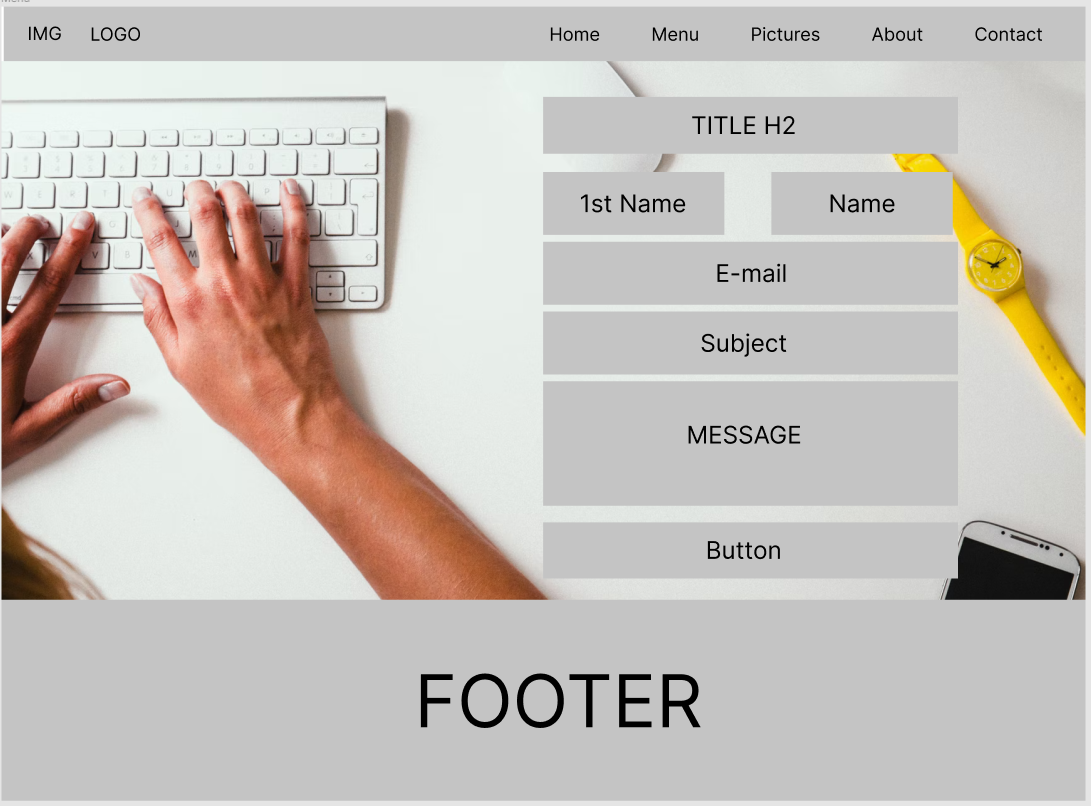 IMG LOGO Home Menu Pictures About Contact
TITLE H2
1st Name Name
E-mail
Subject
MESSAGE
Button
FOOTER